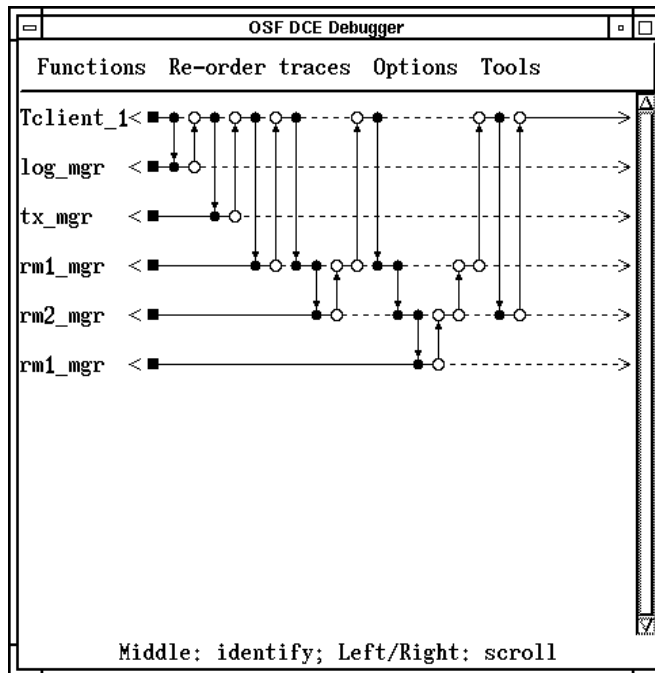 OSF DCE Debugger
Functions Re-order traces Options Tools
Tclient_1
log_mgr
tx_mgr
rm1_mgr
rm2_mgr
rm1_mgr
Middle: identify; Left/Right: scroll